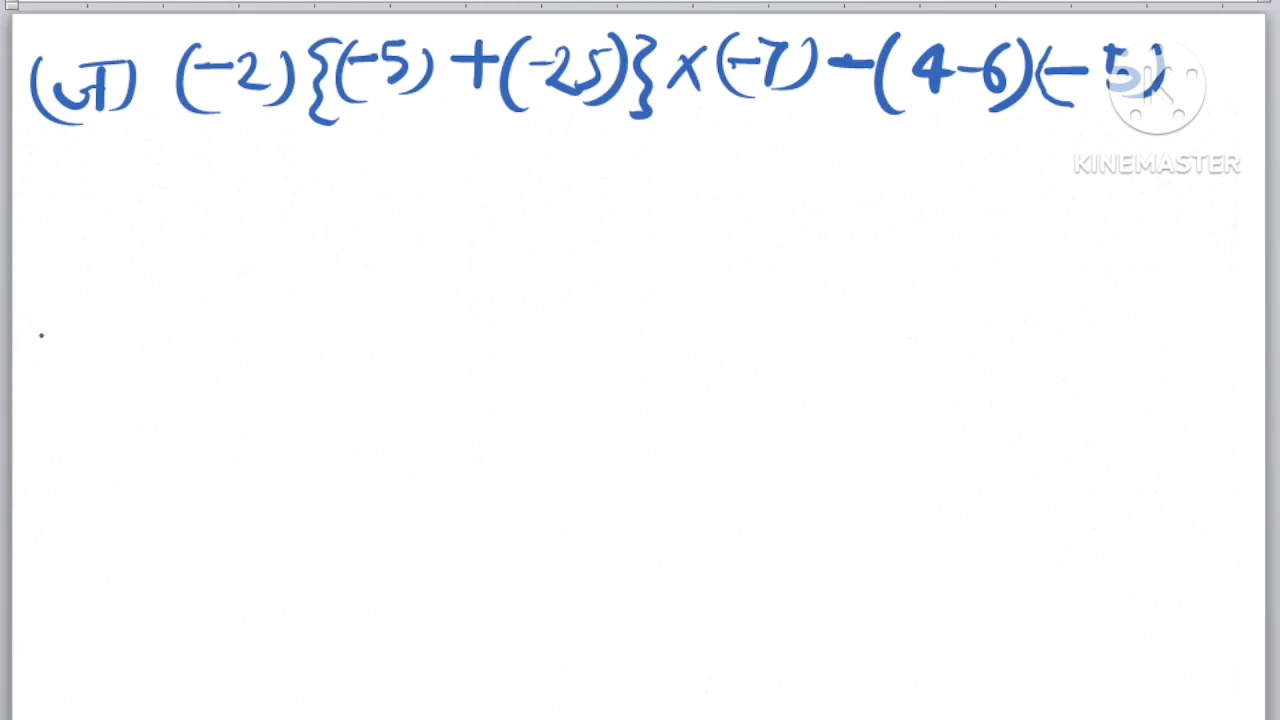 (ज) (-2){(-5) + (-25)} × (-7) - (4-6)(-5)
KINEMASTER